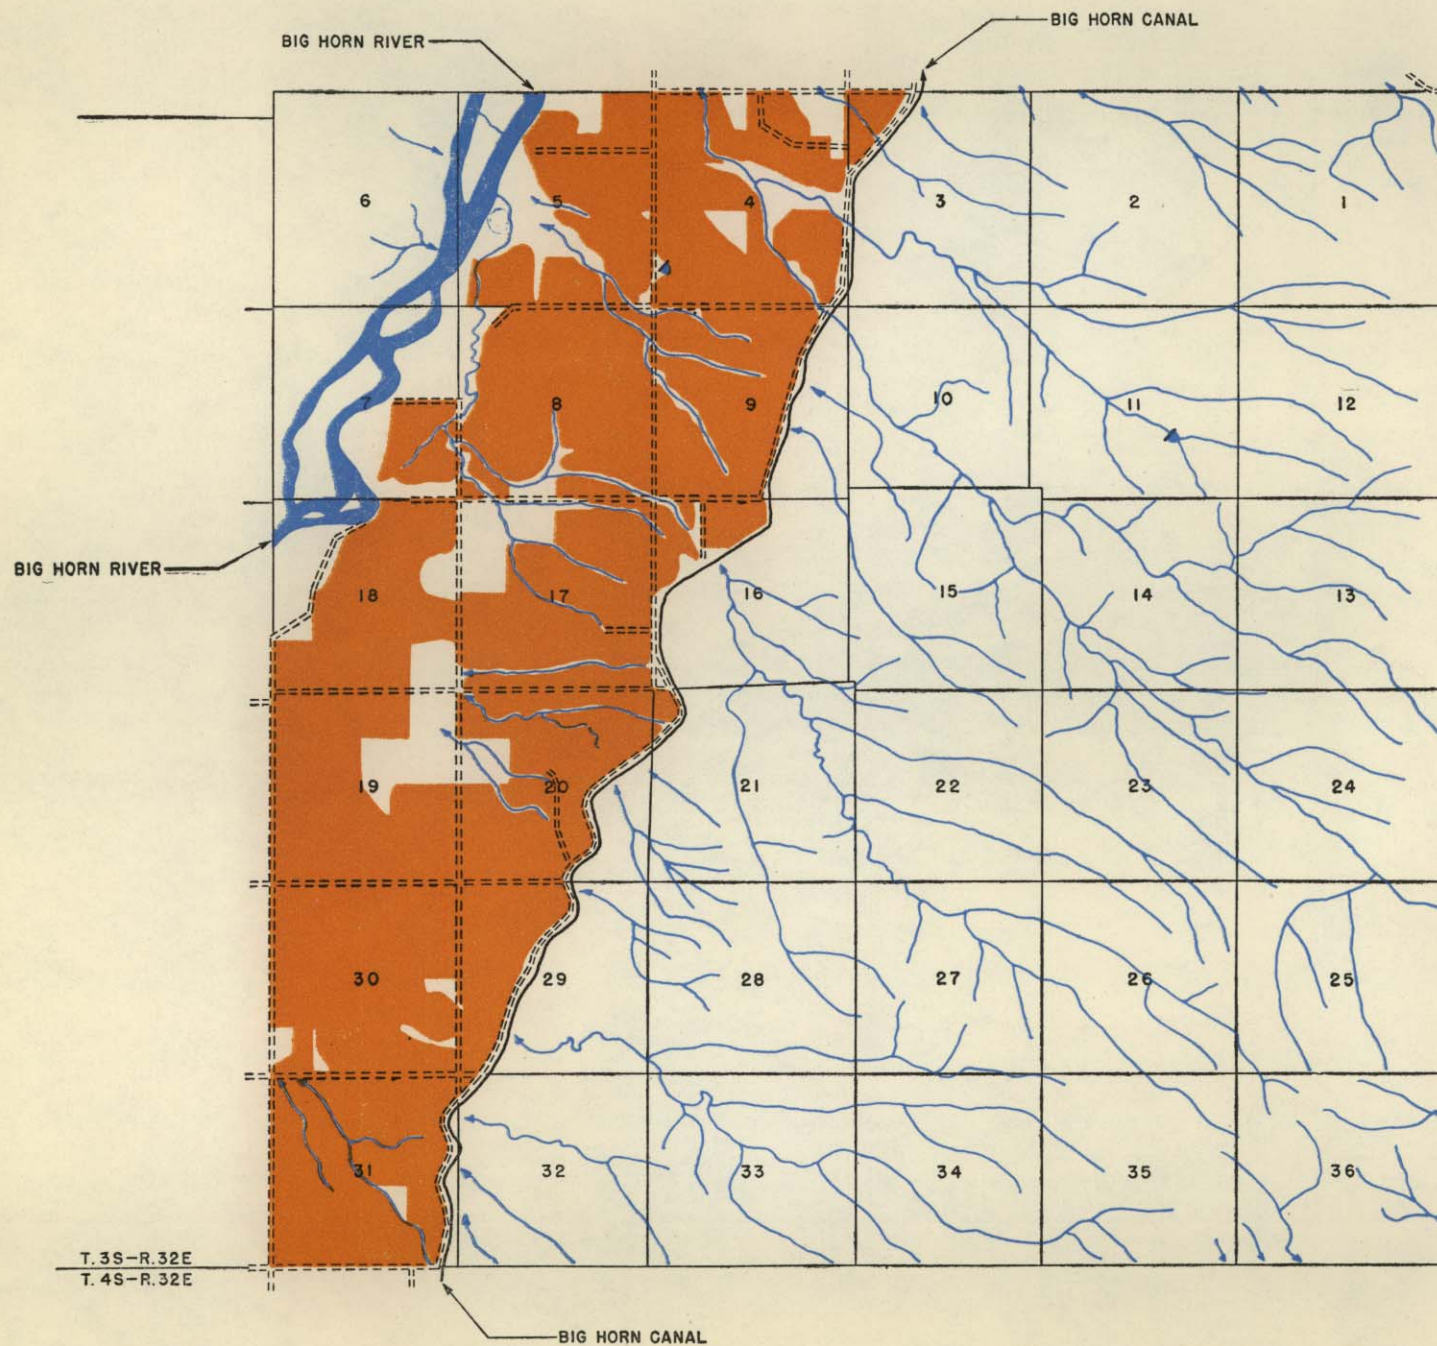 BIG HORN CANAL
BIG HORN RIVER
6 5 4 3 2 1
7 8 9 10 11 12
BIG HORN RIVER
18 17 16 15 14 13
19 20 21 22 23 24
30 29 28 27 26 25
31 32 33 34 35 36
T. 3S-R. 32E
T. 4S-R. 32E
BIG HORN CANAL